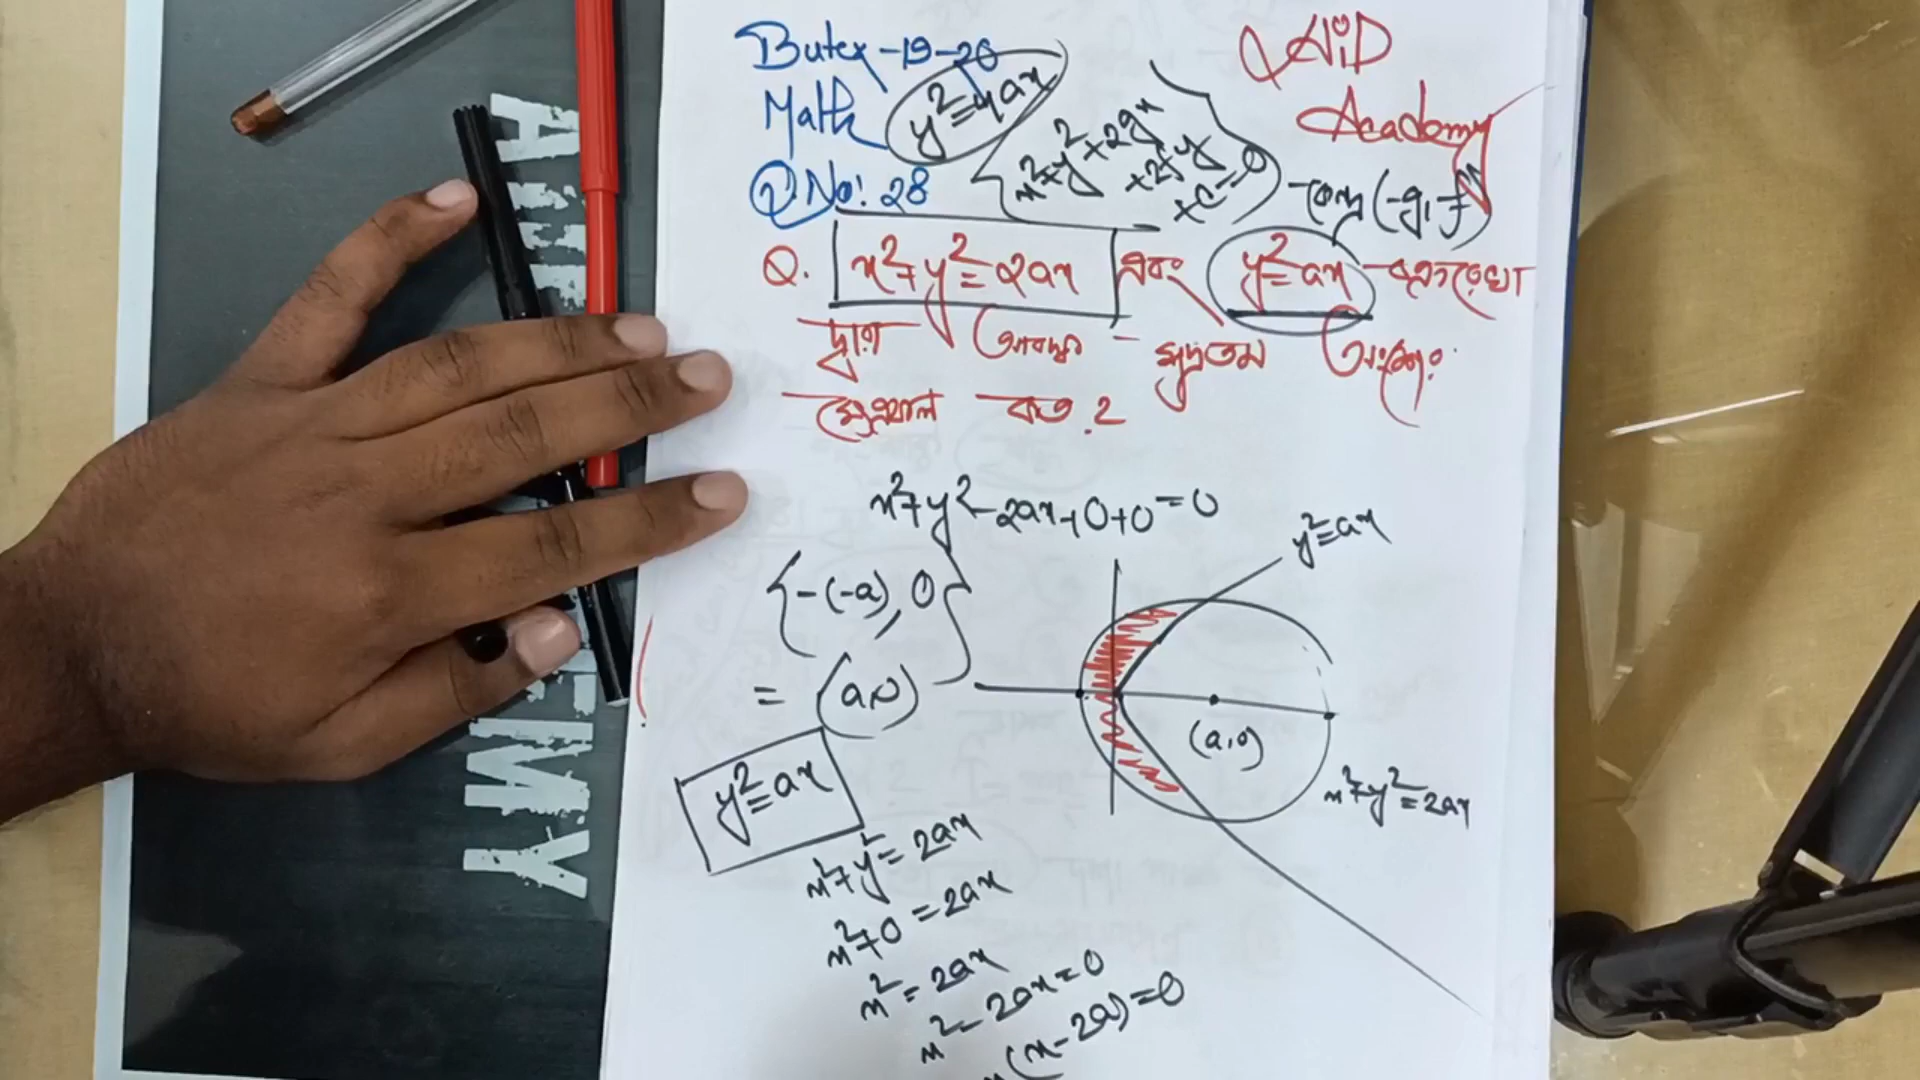 Butex-19-20
Math
Q.No: 28
y²=4ax
x²+y²+2gx
+2fy
+c=0
কেন্দ্র (-g, -f)
QAiD
Academy
Q. x²+y²=2ax এবং y²=ax বক্ররেখা
দ্বারা আবদ্ধ ক্ষুদ্রতম অংশের
ক্ষেত্রফল কত?
x²+y²-2ax+0+0=0
{-(-a), 0}
= (a,0)
y²=ax
(a,0)
x²+y²=2ax
y²=ax
x²+y²=2ax
x²+0=2ax
x²=2ax
x²-2ax=0
x(x-2a)=0